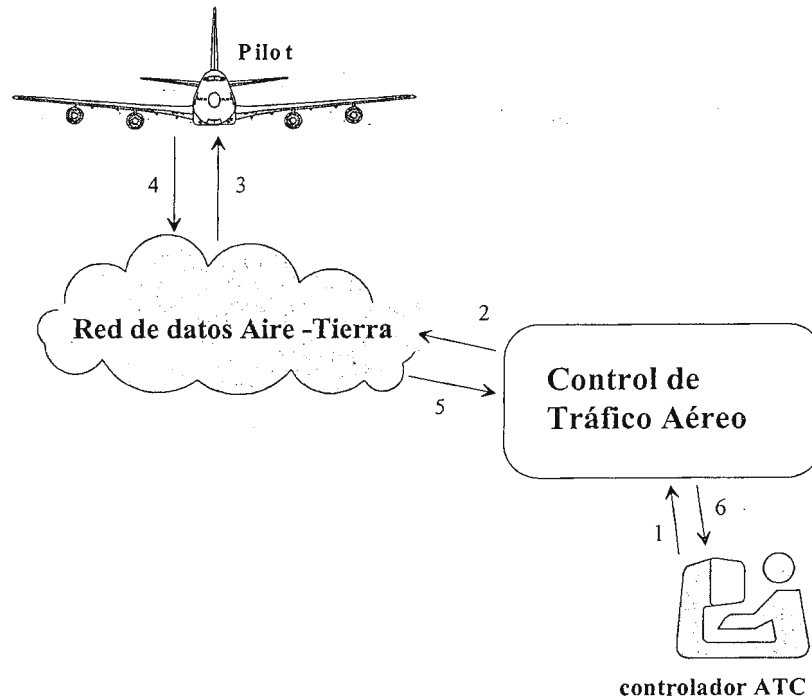 Pilot
4
3
Red de datos Aire -Tierra
2
5
Control de
Tráfico Aéreo
1
6
controlador ATC